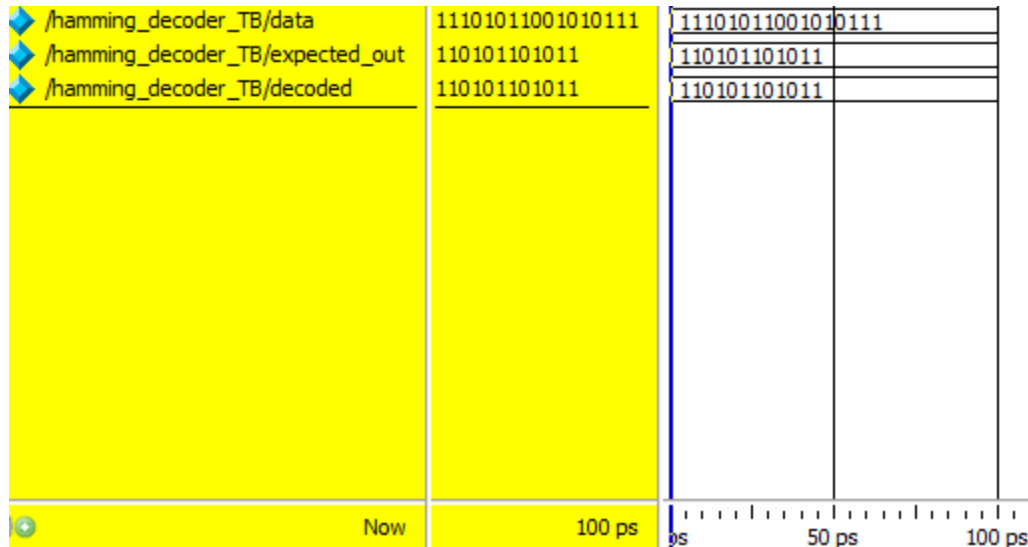 /hamming_decoder_TB/data 11101011001010111 11101011001010111
/hamming_decoder_TB/expected_out 110101101011 110101101011
/hamming_decoder_TB/decoded 110101101011 110101101011
Now 100 ps ps 50 ps 100 ps